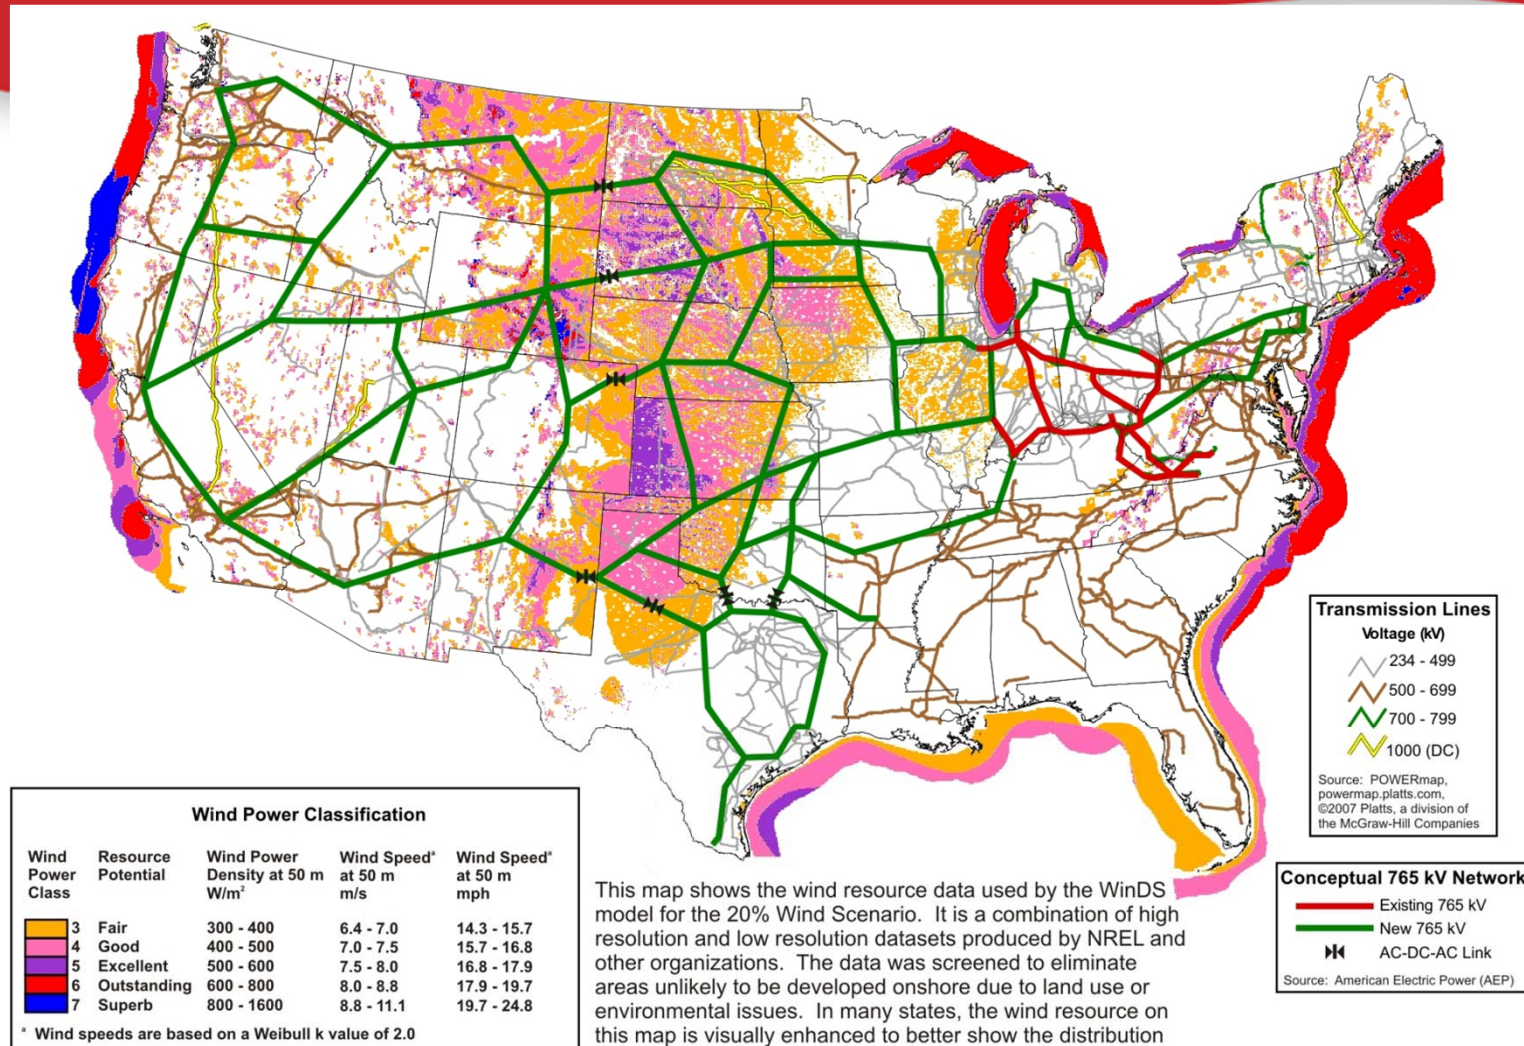 Transmission Lines
Voltage (kV)
234 - 499
500 - 699
700 - 799
1000 (DC)
Source: POWERmap,
powermap.platts.com,
©2007 Platts, a division of
the McGraw-Hill Companies
Wind Power Classification
Wind Power Class Resource Potential Wind Power Density at 50 m W/m² Wind Speedᵃ at 50 m m/s Wind Speedᵃ at 50 m mph
3 Fair 300 - 400 6.4 - 7.0 14.3 - 15.7
4 Good 400 - 500 7.0 - 7.5 15.7 - 16.8
5 Excellent 500 - 600 7.5 - 8.0 16.8 - 17.9
6 Outstanding 600 - 800 8.0 - 8.8 17.9 - 19.7
7 Superb 800 - 1600 8.8 - 11.1 19.7 - 24.8
ᵃ Wind speeds are based on a Weibull k value of 2.0
This map shows the wind resource data used by the WinDS
model for the 20% Wind Scenario. It is a combination of high
resolution and low resolution datasets produced by NREL and
other organizations. The data was screened to eliminate
areas unlikely to be developed onshore due to land use or
environmental issues. In many states, the wind resource on
this map is visually enhanced to better show the distribution
Conceptual 765 kV Network
Existing 765 kV
New 765 kV
AC-DC-AC Link
Source: American Electric Power (AEP)